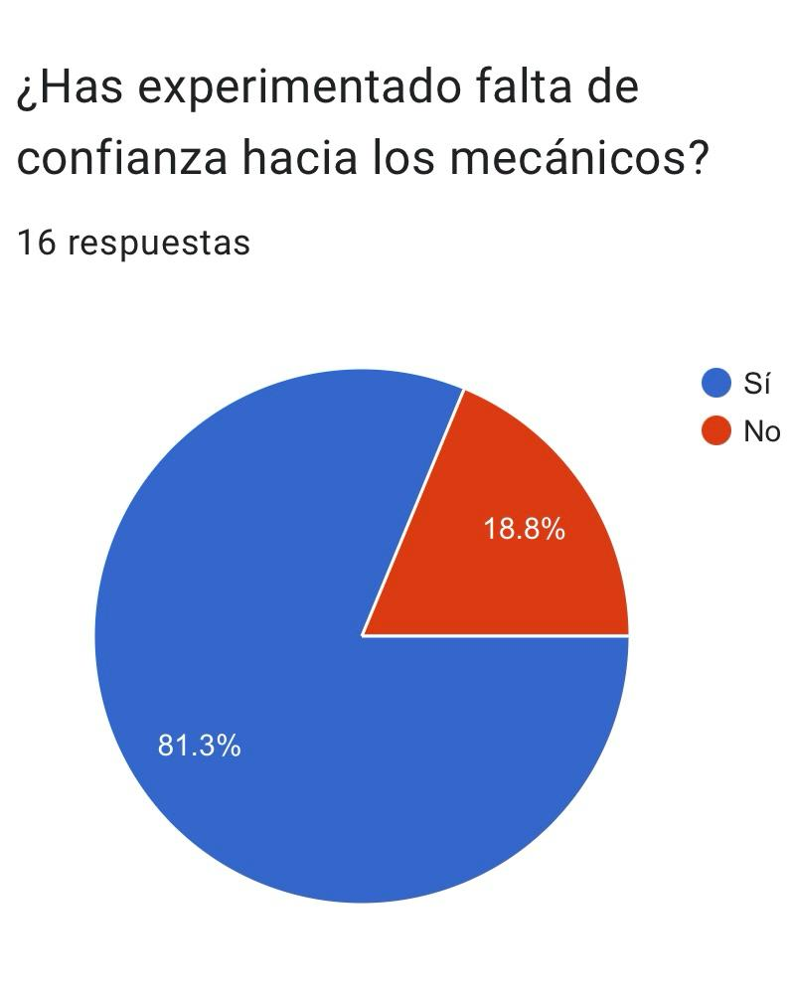 ¿Has experimentado falta de
confianza hacia los mecánicos?
16 respuestas
Sí
No
18.8%
81.3%